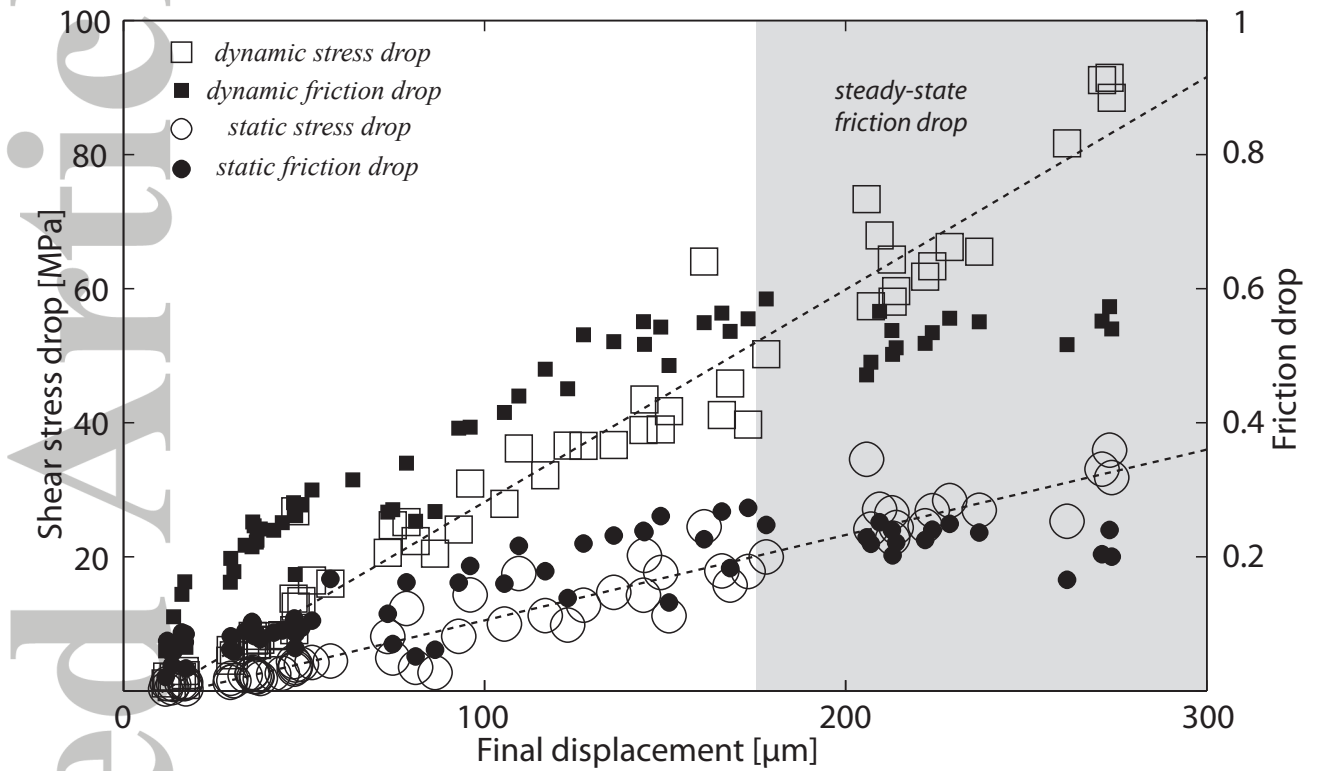 100
80
60
40
20
Shear stress drop [MPa]
dynamic stress drop
dynamic friction drop
static stress drop
static friction drop
steady-state
friction drop
1
0.8
0.6
0.4
0.2
Friction drop
0
100
200
300
Final displacement [µm]
ed Artic